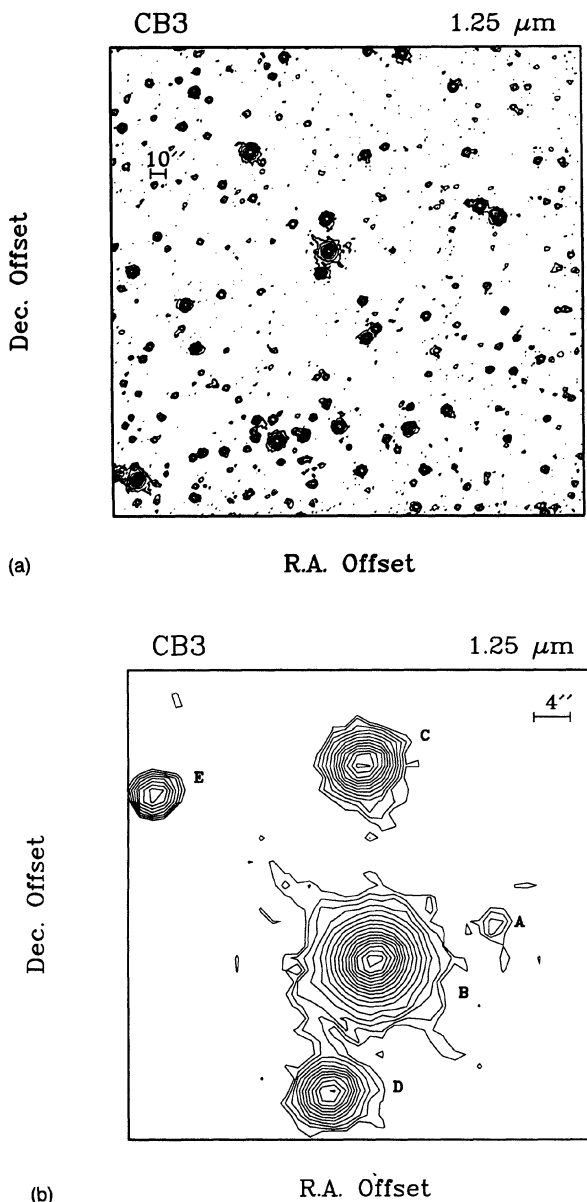 CB3 1.25 μm
10″
Dec. Offset
(a) R.A. Offset
CB3 1.25 μm
4″
C
E
A
Dec. Offset
B
D
(b) R.A. Offset